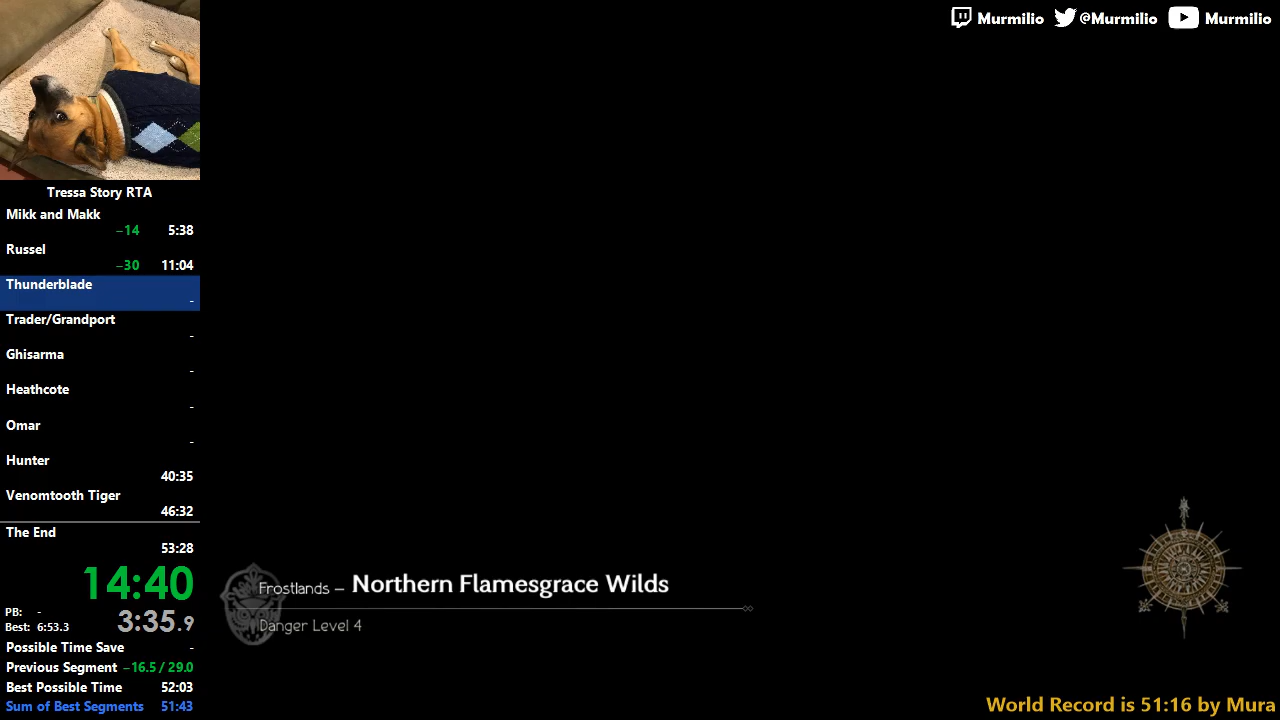 Murmilio @Murmilio Murmilio
Tressa Story RTA
Mikk and Makk
−14 5:38
Russel
−30 11:04
Thunderblade
-
Trader/Grandport
-
Ghisarma
-
Heathcote
-
Omar
-
Hunter
40:35
Venomtooth Tiger
46:32
The End
53:28
14:40
PB: -
Best: 6:53.3
3:35.9
Possible Time Save -
Previous Segment −16.5 / 29.0
Best Possible Time 52:03
Sum of Best Segments 51:43
Frostlands – Northern Flamesgrace Wilds
Danger Level 4
World Record is 51:16 by Mura